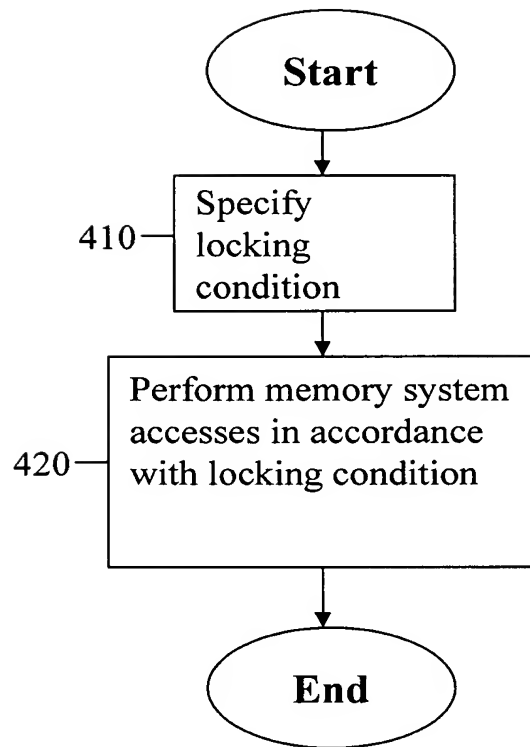 Start
410
Specify
locking
condition
420
Perform memory system
accesses in accordance
with locking condition
End